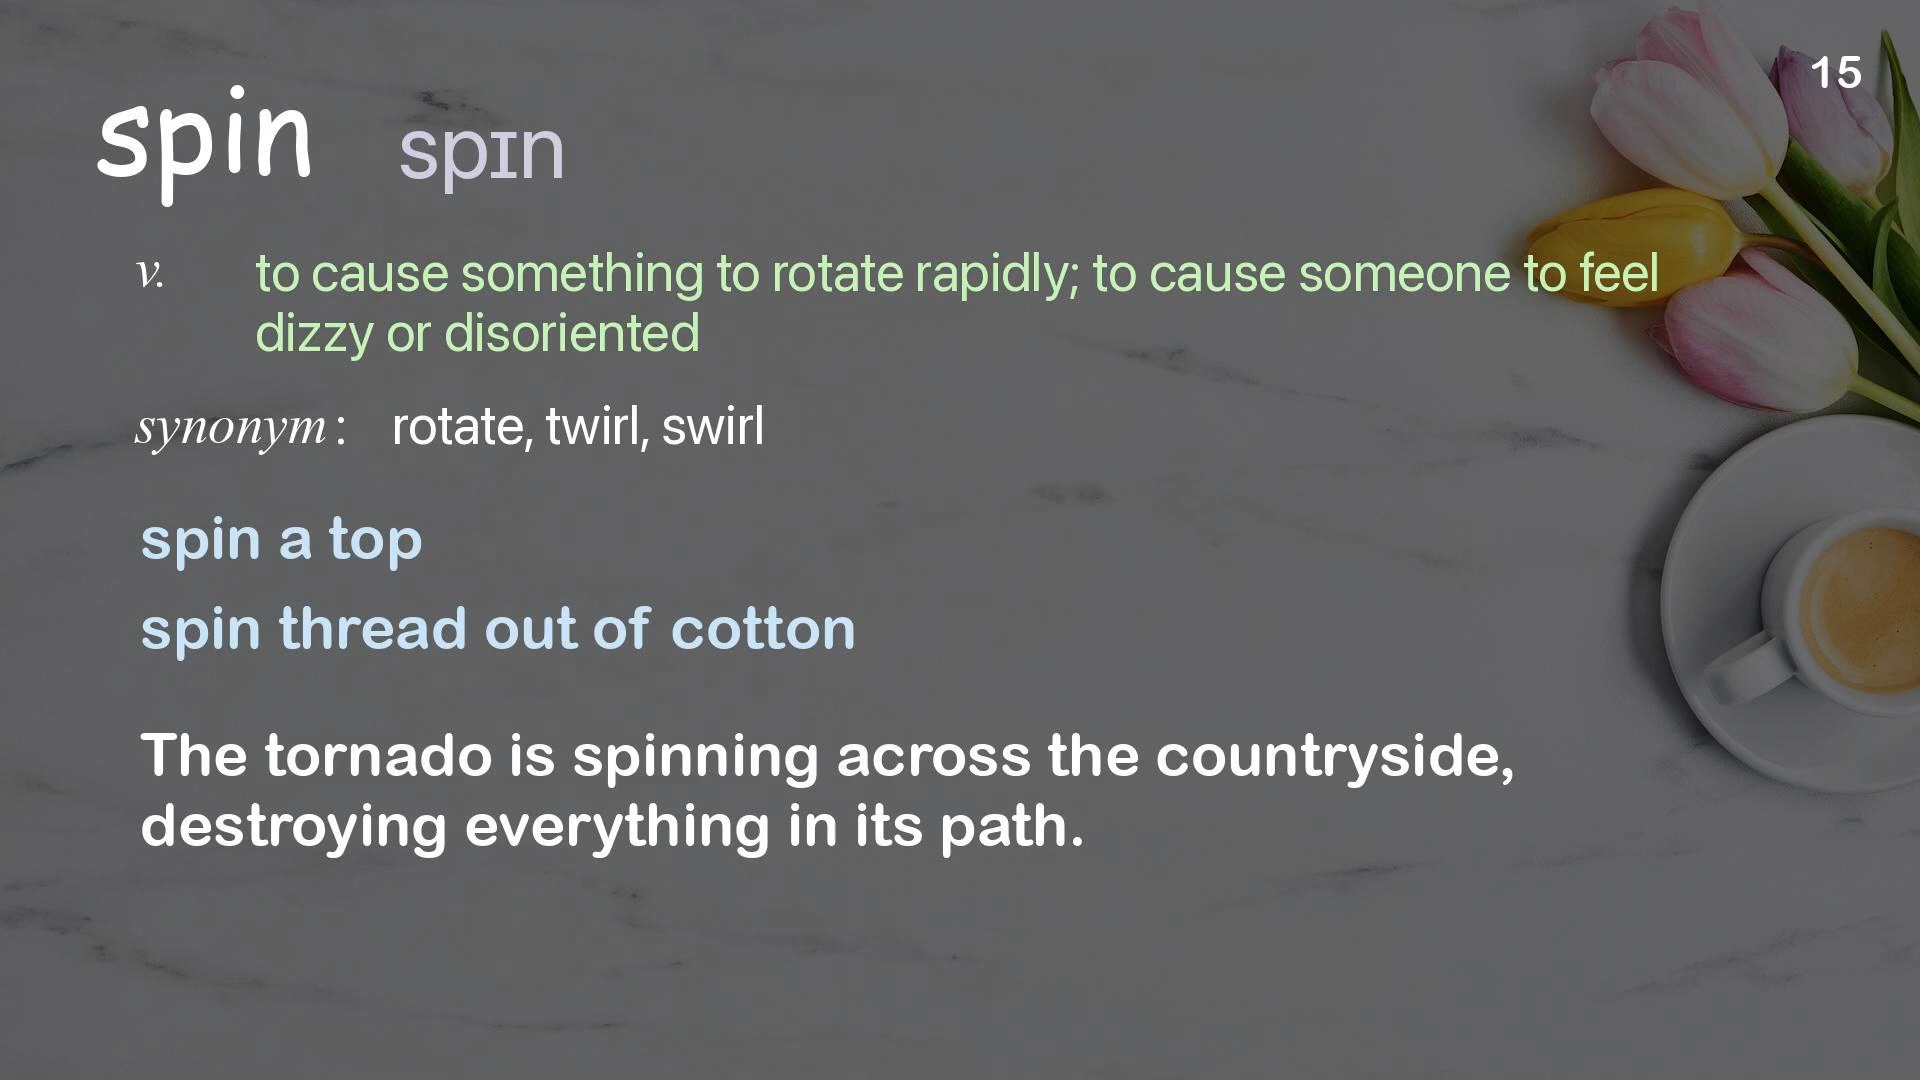 15
spin spɪn
v. to cause something to rotate rapidly; to cause someone to feel
dizzy or disoriented
synonym: rotate, twirl, swirl
spin a top
spin thread out of cotton
The tornado is spinning across the countryside,
destroying everything in its path.